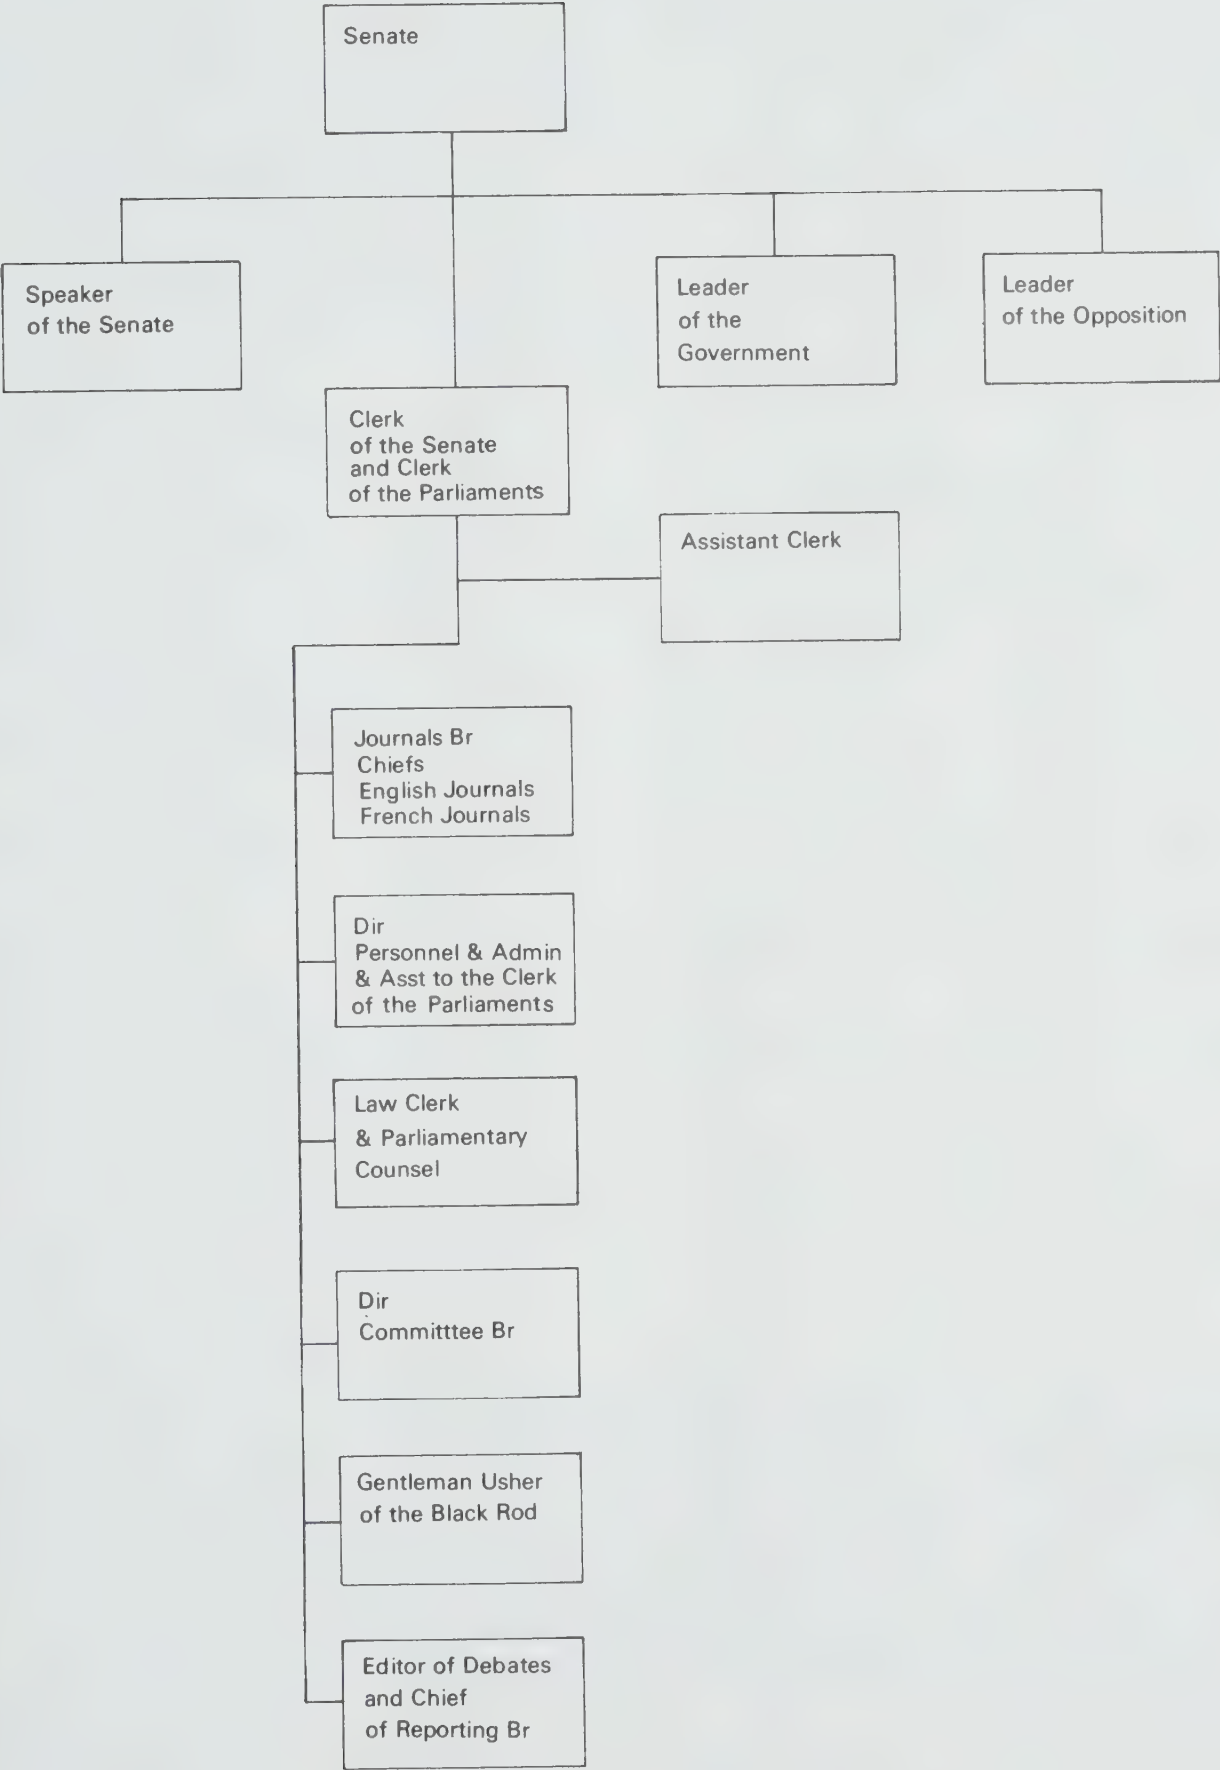 Senate
Speaker
of the Senate
Leader
of the
Government
Leader
of the Opposition
Clerk
of the Senate
and Clerk
of the Parliaments
Assistant Clerk
Journals Br
Chiefs
English Journals
French Journals
Dir
Personnel & Admin
& Asst to the Clerk
of the Parliaments
Law Clerk
& Parliamentary
Counsel
Dir
Committtee Br
Gentleman Usher
of the Black Rod
Editor of Debates
and Chief
of Reporting Br